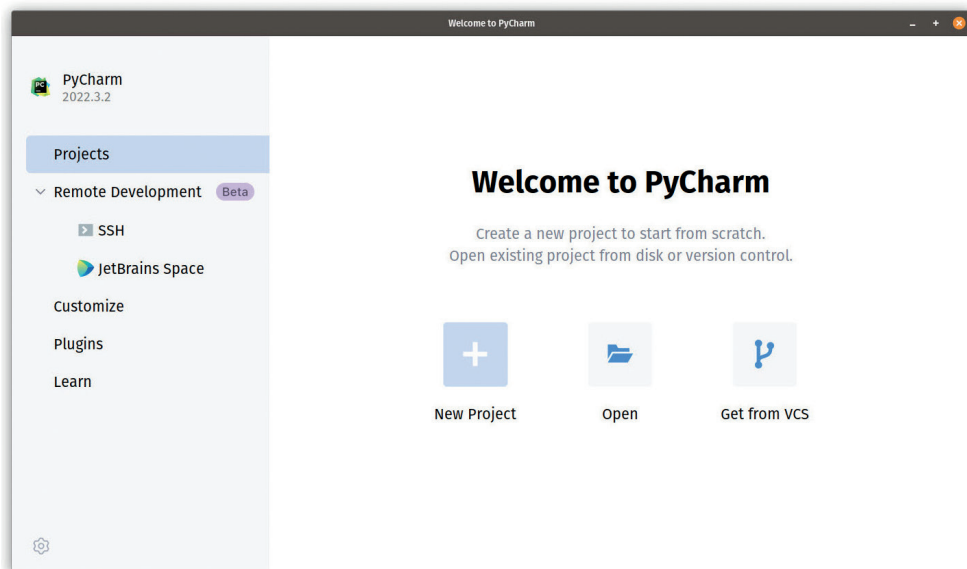 Welcome to PyCharm
PyCharm
2022.3.2
Projects
Remote Development Beta
SSH
JetBrains Space
Customize
Plugins
Learn
Welcome to PyCharm
Create a new project to start from scratch.
Open existing project from disk or version control.
New Project Open Get from VCS